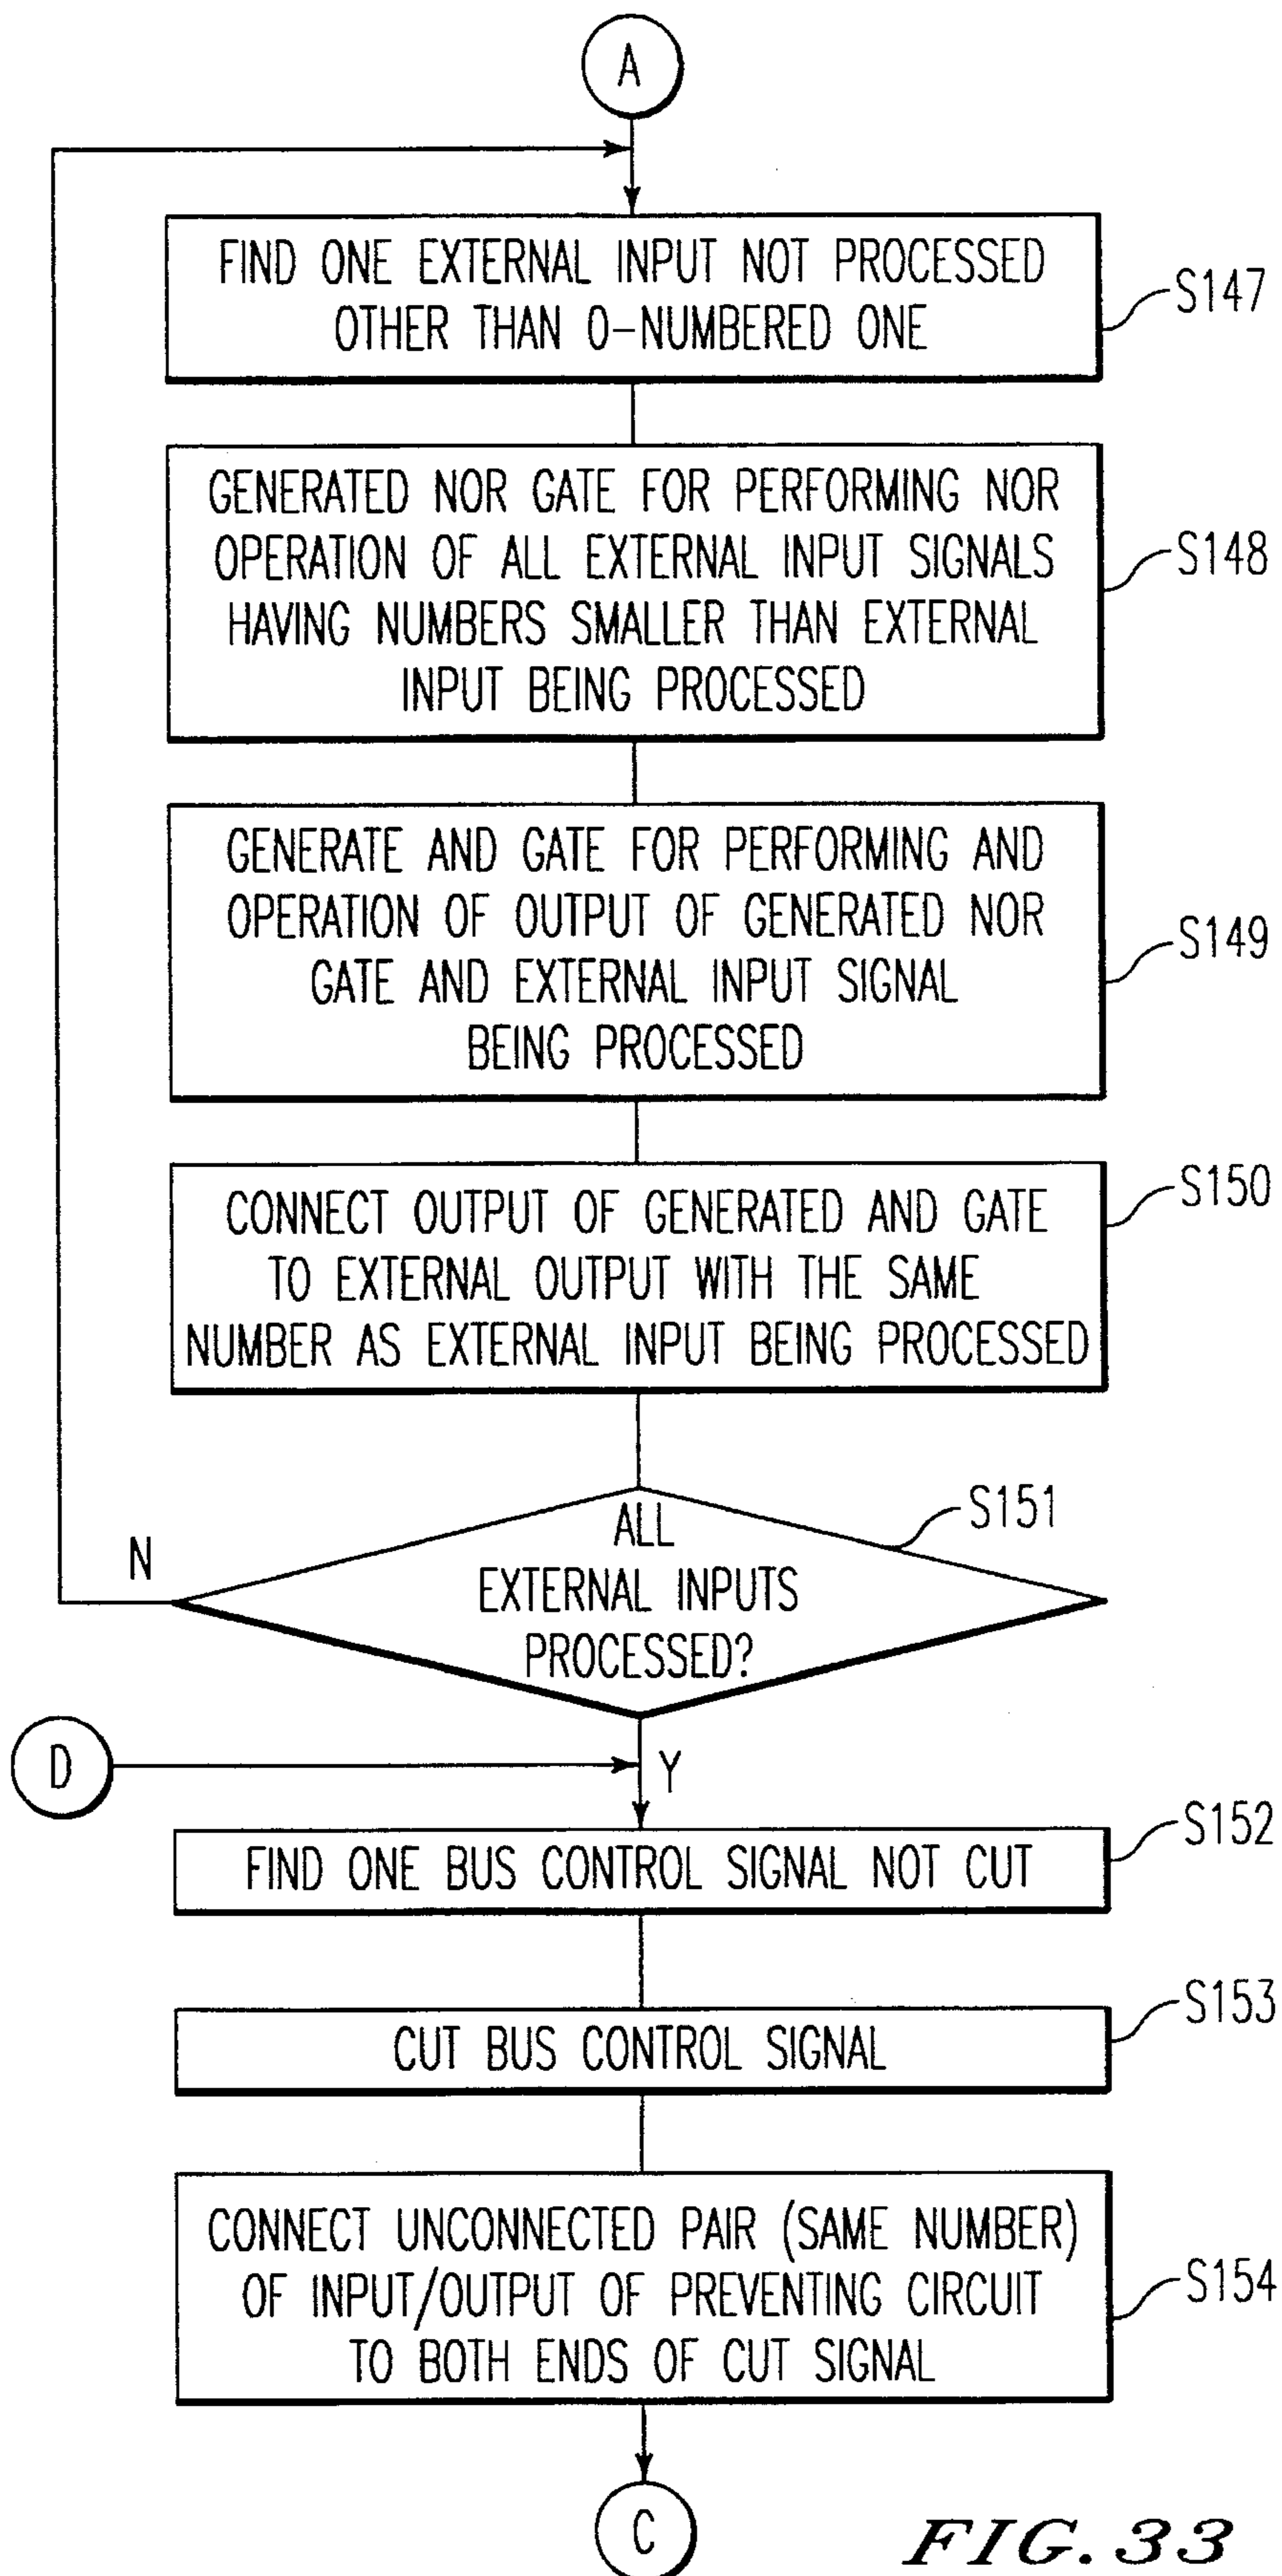 A
FIND ONE EXTERNAL INPUT NOT PROCESSED
OTHER THAN 0-NUMBERED ONE
S147
GENERATED NOR GATE FOR PERFORMING NOR
OPERATION OF ALL EXTERNAL INPUT SIGNALS
HAVING NUMBERS SMALLER THAN EXTERNAL
INPUT BEING PROCESSED
S148
GENERATE AND GATE FOR PERFORMING AND
OPERATION OF OUTPUT OF GENERATED NOR
GATE AND EXTERNAL INPUT SIGNAL
BEING PROCESSED
S149
CONNECT OUTPUT OF GENERATED AND GATE
TO EXTERNAL OUTPUT WITH THE SAME
NUMBER AS EXTERNAL INPUT BEING PROCESSED
S150
ALL
EXTERNAL INPUTS
PROCESSED?
S151
N
D
Y
FIND ONE BUS CONTROL SIGNAL NOT CUT
S152
CUT BUS CONTROL SIGNAL
S153
CONNECT UNCONNECTED PAIR (SAME NUMBER)
OF INPUT/OUTPUT OF PREVENTING CIRCUIT
TO BOTH ENDS OF CUT SIGNAL
S154
C
FIG. 33